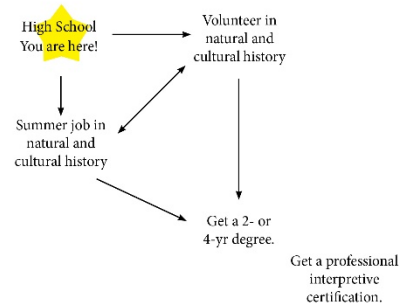 High School
You are here!
Volunteer in
natural and
cultural history
Summer job in
natural and
cultural history
Get a 2- or
4-yr degree.
Get a professional
interpretive
certification.